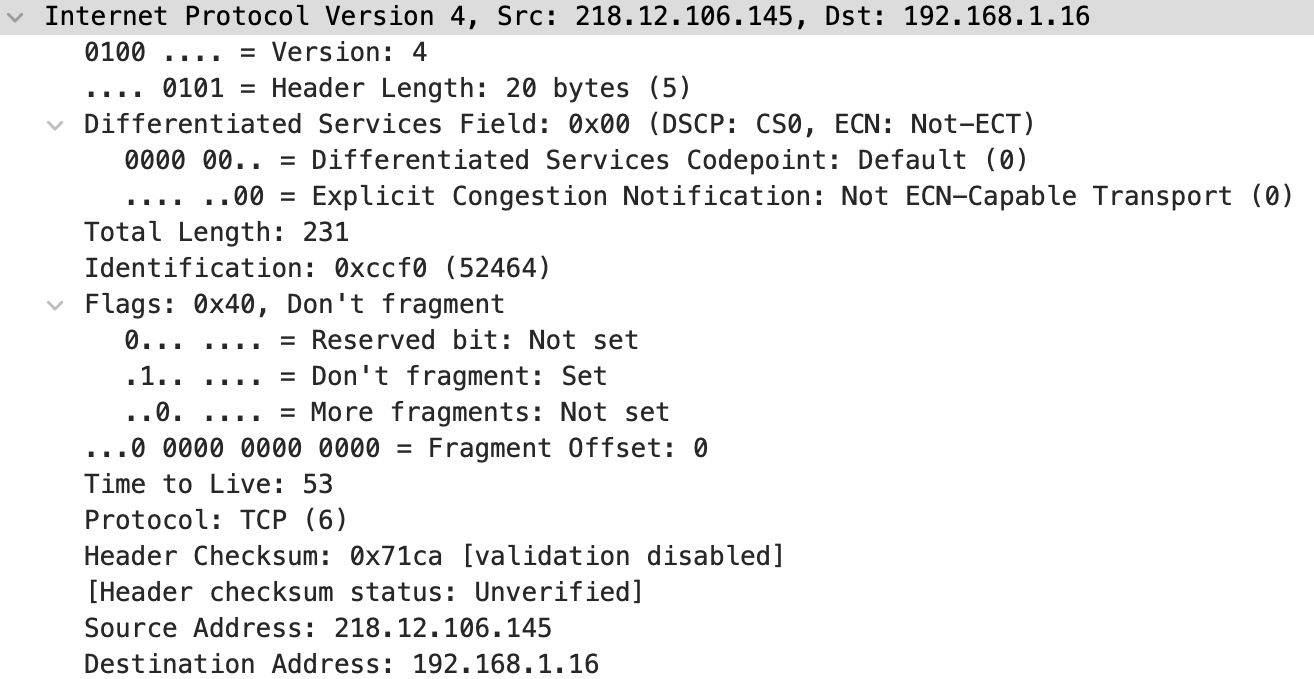 Internet Protocol Version 4, Src: 218.12.106.145, Dst: 192.168.1.16
0100 .... = Version: 4
.... 0101 = Header Length: 20 bytes (5)
Differentiated Services Field: 0x00 (DSCP: CS0, ECN: Not-ECT)
0000 00.. = Differentiated Services Codepoint: Default (0)
.... ..00 = Explicit Congestion Notification: Not ECN-Capable Transport (0)
Total Length: 231
Identification: 0xccf0 (52464)
Flags: 0x40, Don't fragment
0... .... = Reserved bit: Not set
.1.. .... = Don't fragment: Set
..0. .... = More fragments: Not set
...0 0000 0000 0000 = Fragment Offset: 0
Time to Live: 53
Protocol: TCP (6)
Header Checksum: 0x71ca [validation disabled]
[Header checksum status: Unverified]
Source Address: 218.12.106.145
Destination Address: 192.168.1.16